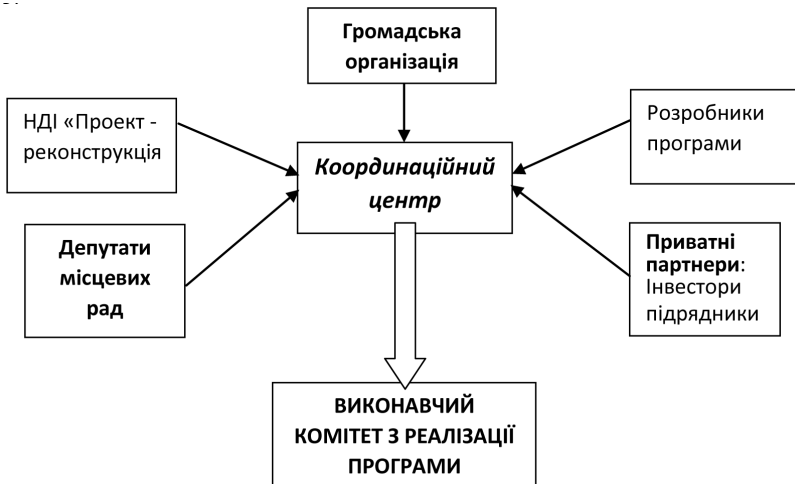 Громадська
організація
НДІ «Проект -
реконструкція
Розробники
програми
Координаційний
центр
Депутати
місцевих
рад
Приватні
партнери:
Інвестори
підрядники
ВИКОНАВЧИЙ
КОМІТЕТ З РЕАЛІЗАЦІЇ
ПРОГРАМИ